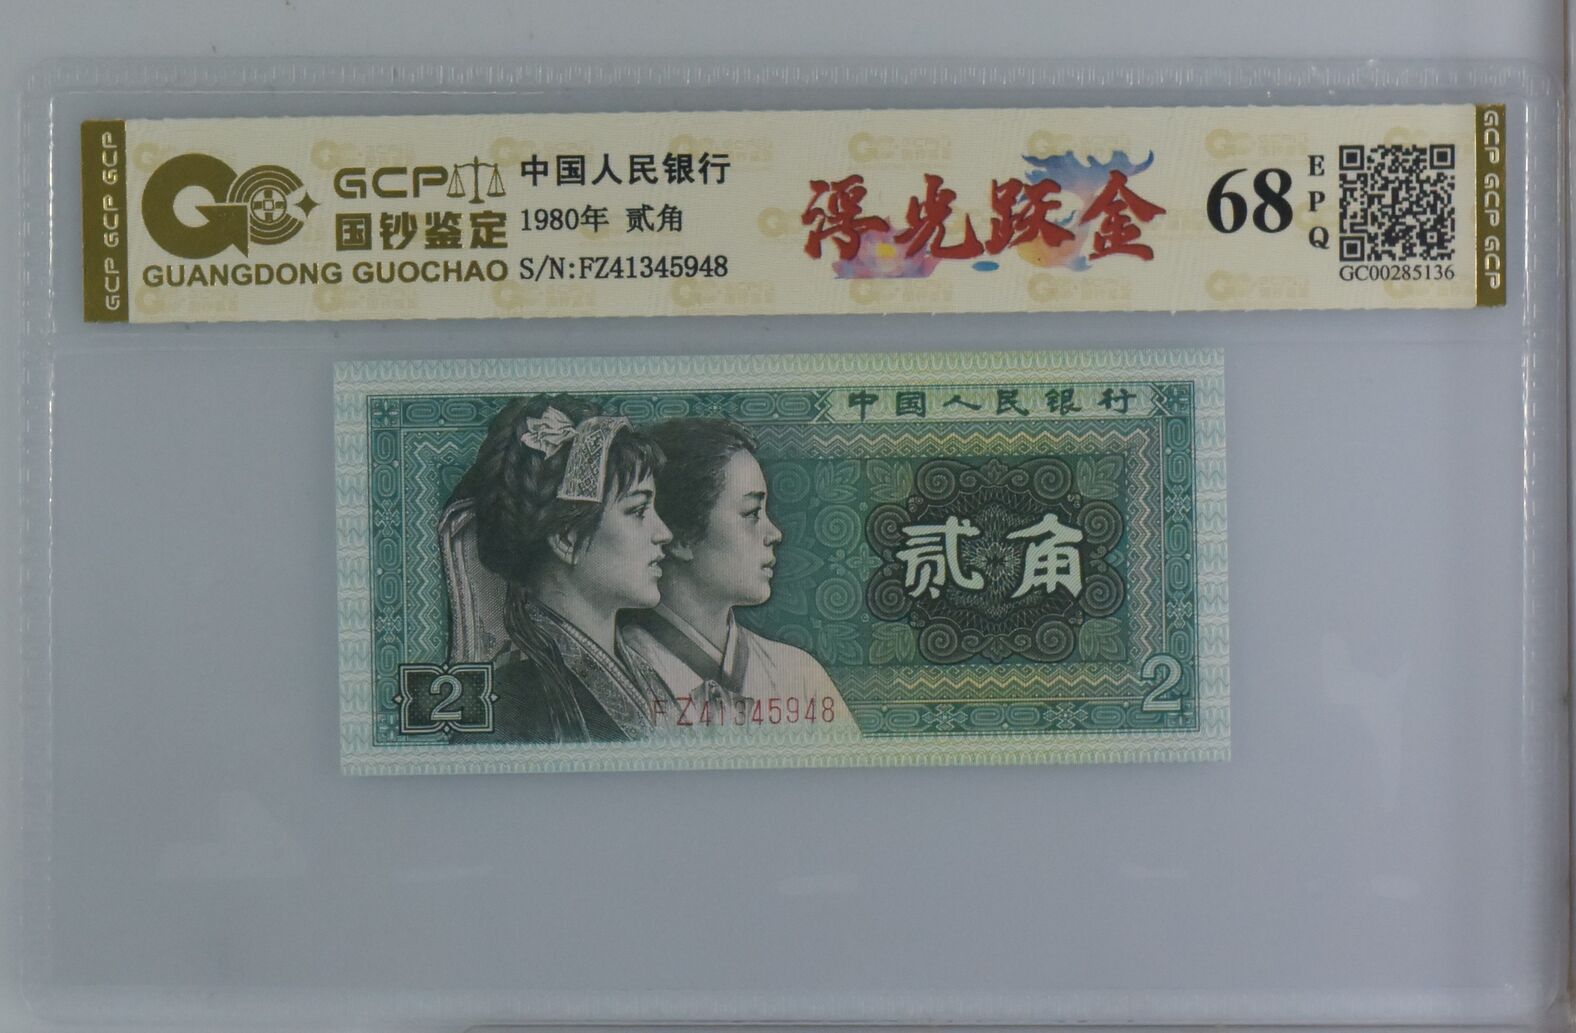 GCP GCP GCP
GCP
国钞鉴定
GUANGDONG GUOCHAO
中国人民银行
1980年 贰角
S/N:FZ41345948
浮光跃金
68
EPQ
GC00285136
GCP GCP GCP
中国人民银行
贰角
2
2
FZ41345948